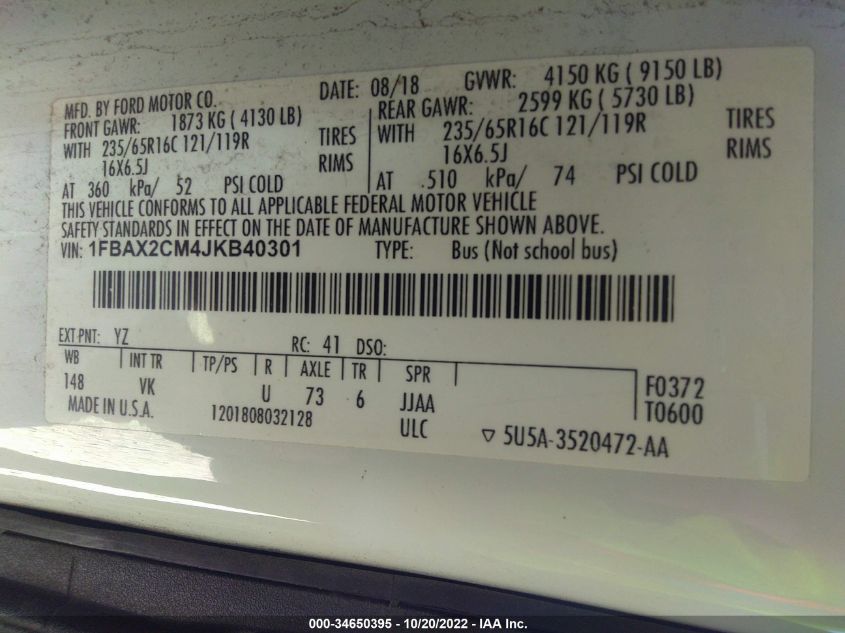 MFD. BY FORD MOTOR CO. DATE: 08/18 GVWR: 4150 KG ( 9150 LB)
FRONT GAWR: 1873 KG ( 4130 LB) REAR GAWR: 2599 KG ( 5730 LB)
WITH 235/65R16C 121/119R TIRES WITH 235/65R16C 121/119R TIRES
16X6.5J RIMS 16X6.5J RIMS
AT 360 kPa/ 52 PSI COLD AT .510 kPa/ 74 PSI COLD
THIS VEHICLE CONFORMS TO ALL APPLICABLE FEDERAL MOTOR VEHICLE
SAFETY STANDARDS IN EFFECT ON THE DATE OF MANUFACTURE SHOWN ABOVE.
VIN: 1FBAX2CM4JKB40301 TYPE: Bus (Not school bus)
EXT PNT: YZ RC: 41 DSO:
WB INT TR TP/PS R AXLE TR SPR
148 VK U 73 6 JJAA F0372
MADE IN U.S.A. 1201808032128 ULC T0600
5U5A-3520472-AA
000-34650395 - 10/20/2022 - IAA Inc.